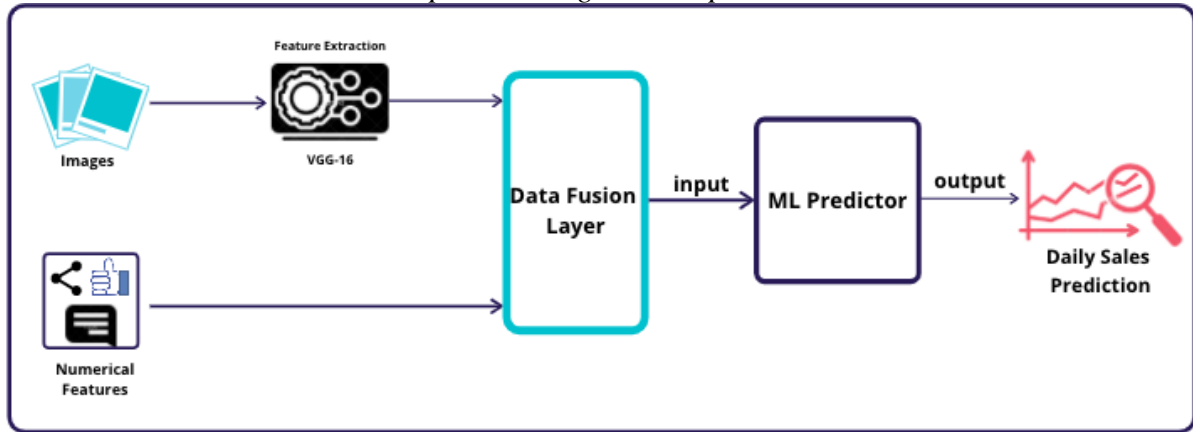 Feature Extraction
Images
VGG-16
Data Fusion
Layer
input
ML Predictor
output
Daily Sales
Prediction
Numerical
Features